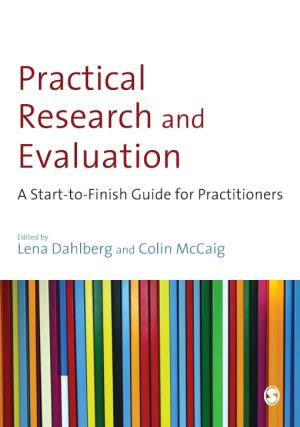 Practical
Research and
Evaluation
A Start-to-Finish Guide for Practitioners
Edited by
Lena Dahlberg and Colin McCaig